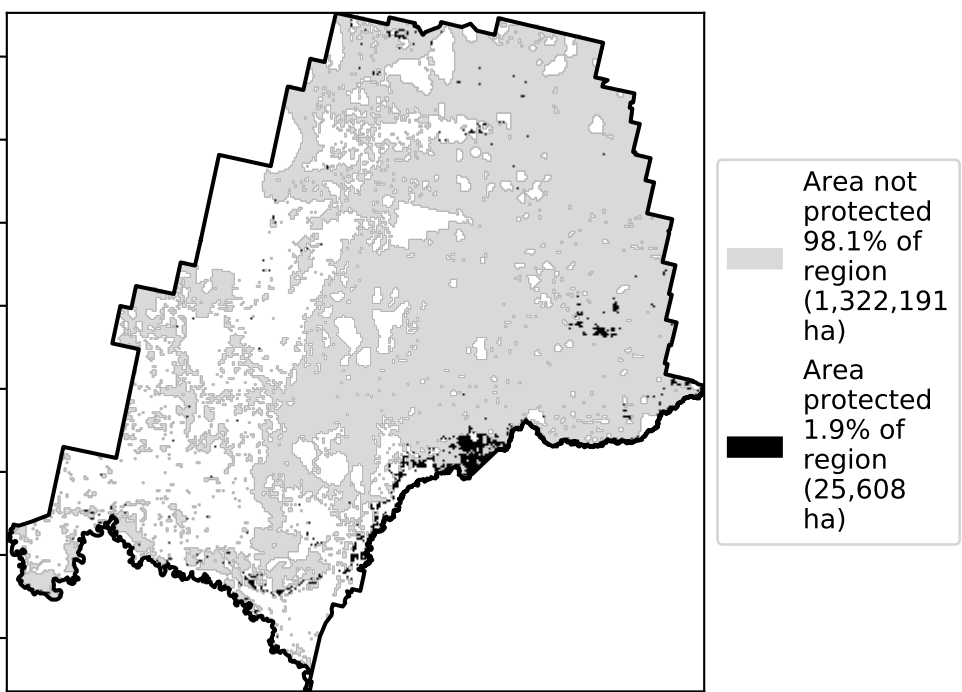 Area not
protected
98.1% of
region
(1,322,191
ha)
Area
protected
1.9% of
region
(25,608
ha)